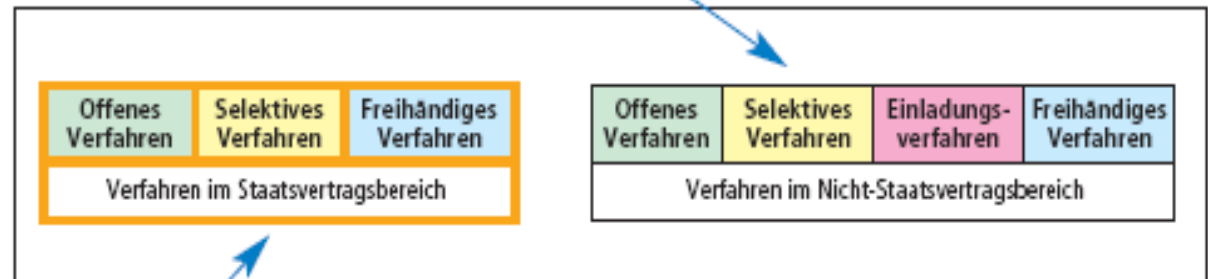 Offenes
Verfahren
Selektives
Verfahren
Freihändiges
Verfahren
Verfahren im Staatsvertragsbereich
Offenes
Verfahren
Selektives
Verfahren
Einladungs-
verfahren
Freihändiges
Verfahren
Verfahren im Nicht-Staatsvertragsbereich